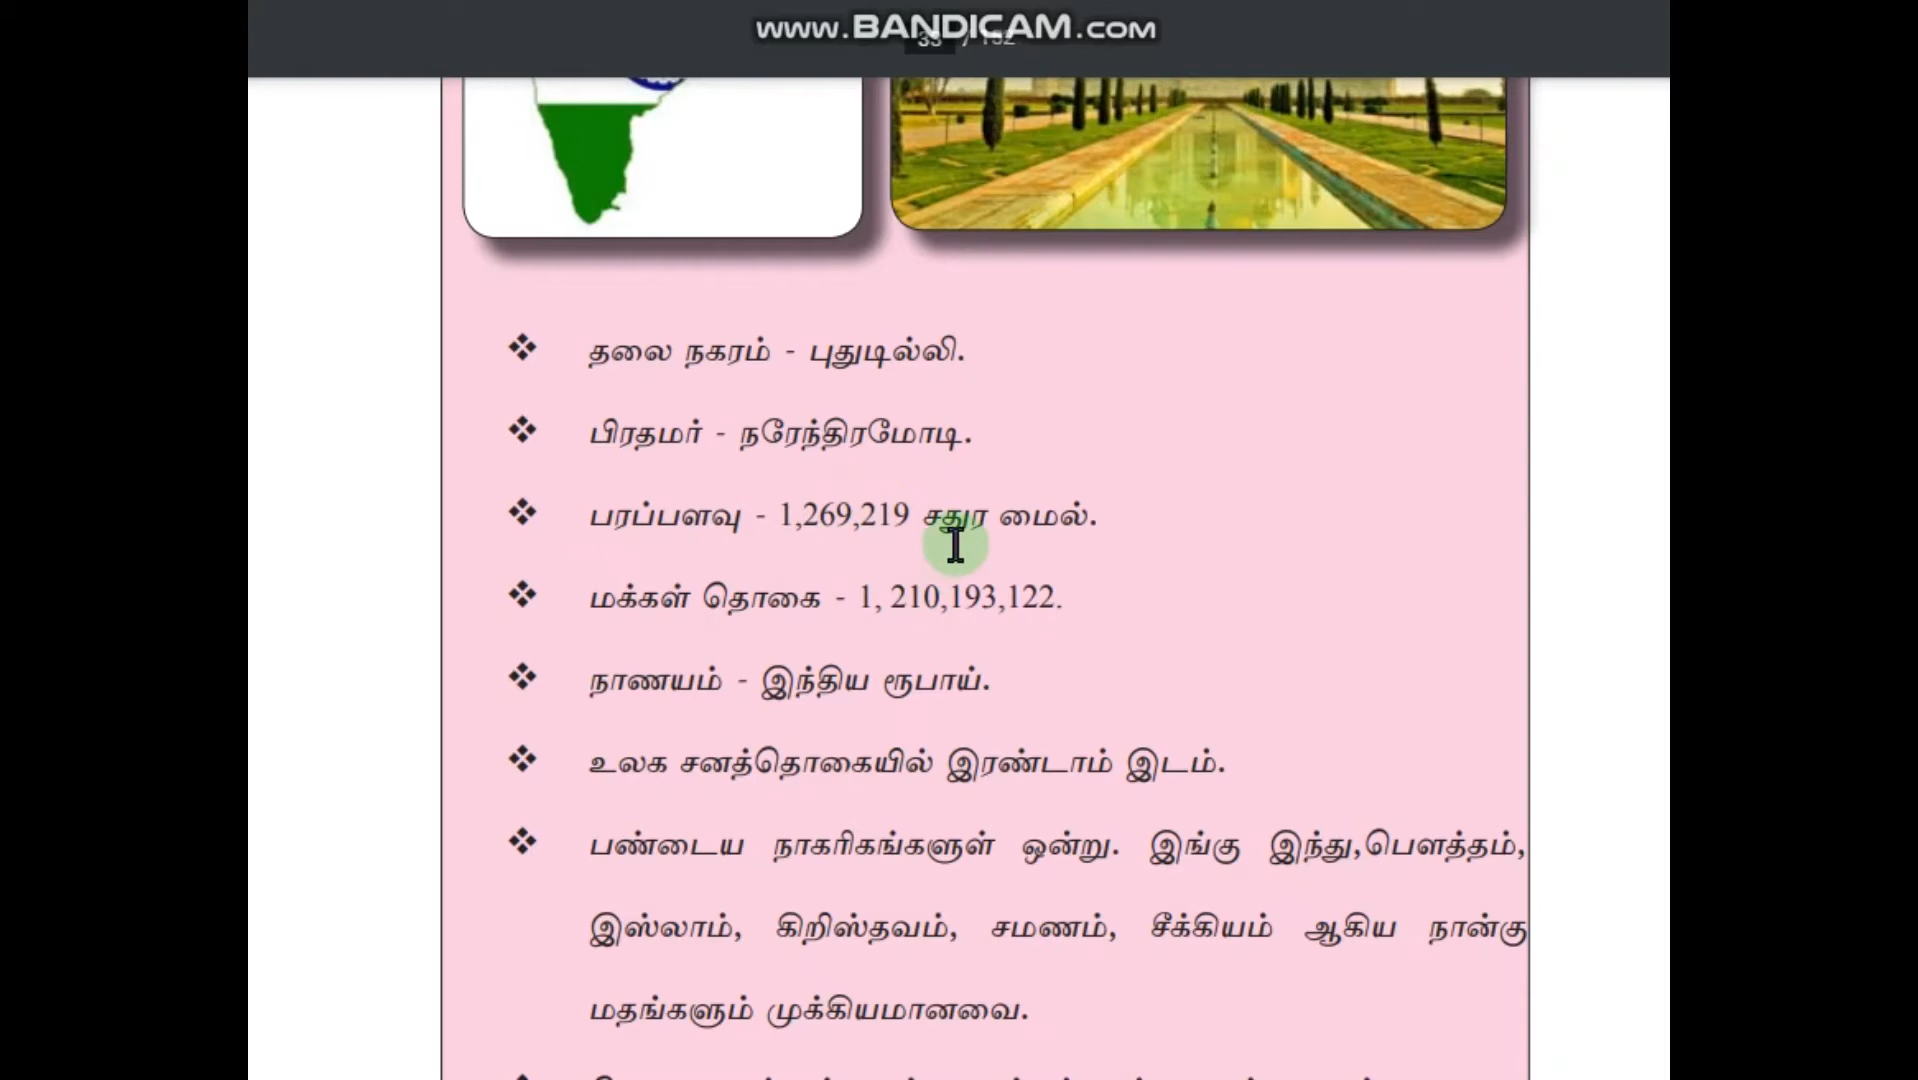 www.BANDICAM.com
33 / 132
❖ தலை நகரம் - புதுடில்லி.
❖ பிரதமர் - நரேந்திரமோடி.
❖ பரப்பளவு - 1,269,219 சதுர மைல்.
❖ மக்கள் தொகை - 1, 210,193,122.
❖ நாணயம் - இந்திய ரூபாய்.
❖ உலக சனத்தொகையில் இரண்டாம் இடம்.
❖ பண்டைய நாகரிகங்களுள் ஒன்று. இங்கு இந்து,பௌத்தம்,
இஸ்லாம், கிறிஸ்தவம், சமணம், சீக்கியம் ஆகிய நான்கு
மதங்களும் முக்கியமானவை.